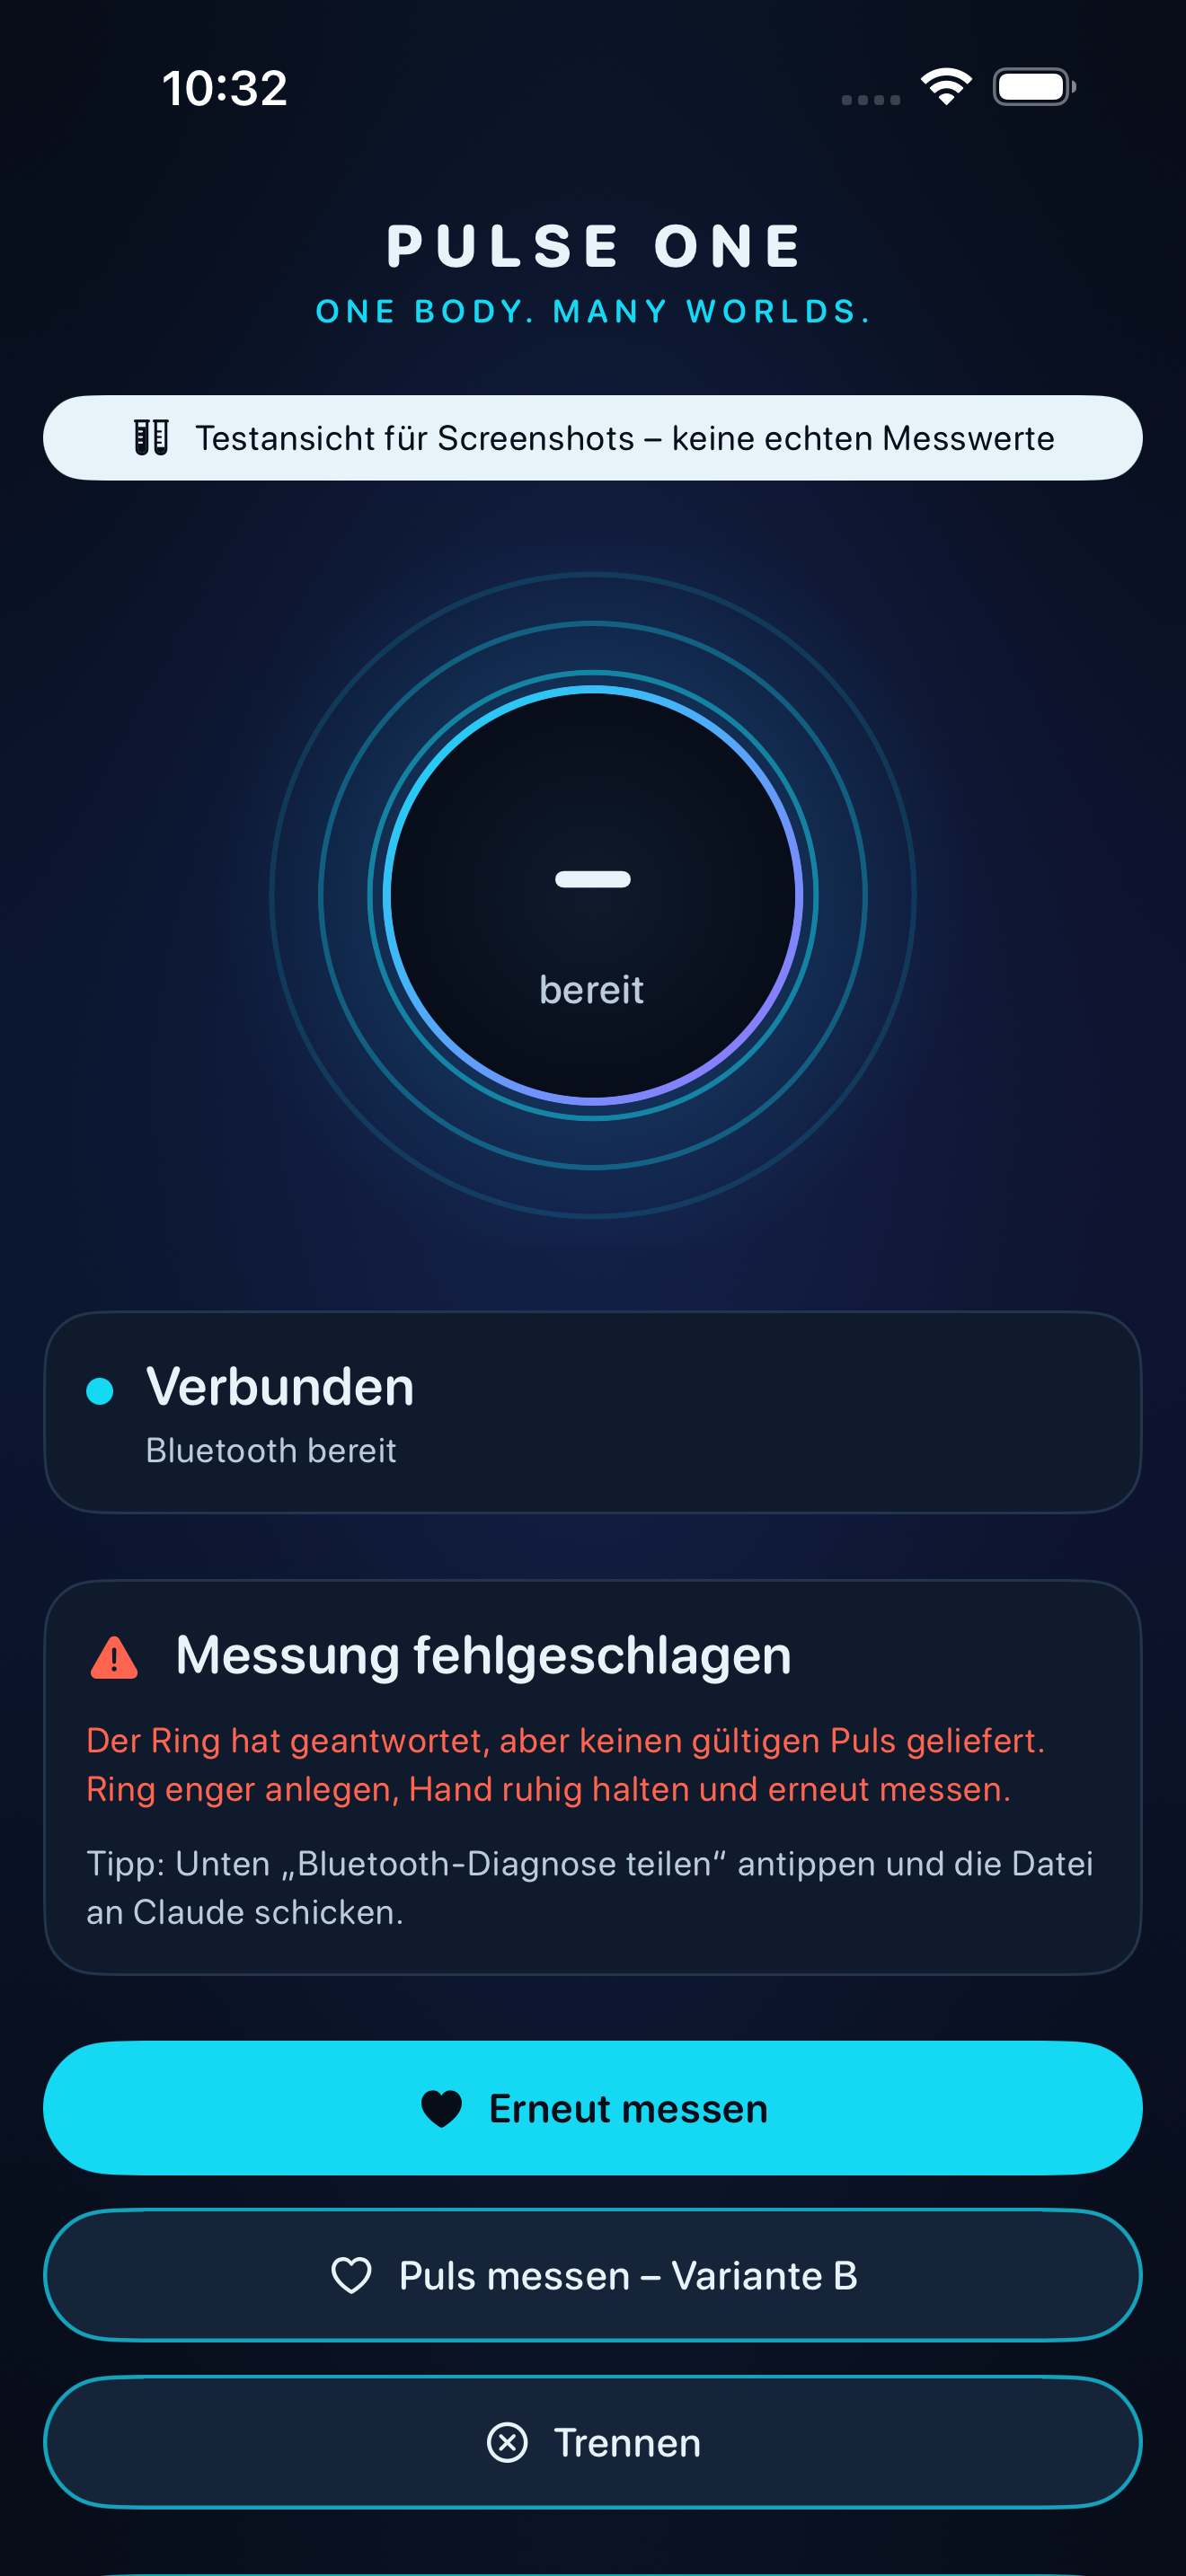 10:32
PULSE ONE
ONE BODY. MANY WORLDS.
Testansicht für Screenshots – keine echten Messwerte
–
bereit
Verbunden
Bluetooth bereit
Messung fehlgeschlagen
Der Ring hat geantwortet, aber keinen gültigen Puls geliefert.
Ring enger anlegen, Hand ruhig halten und erneut messen.
Tipp: Unten „Bluetooth-Diagnose teilen“ antippen und die Datei
an Claude schicken.
Erneut messen
Puls messen – Variante B
Trennen